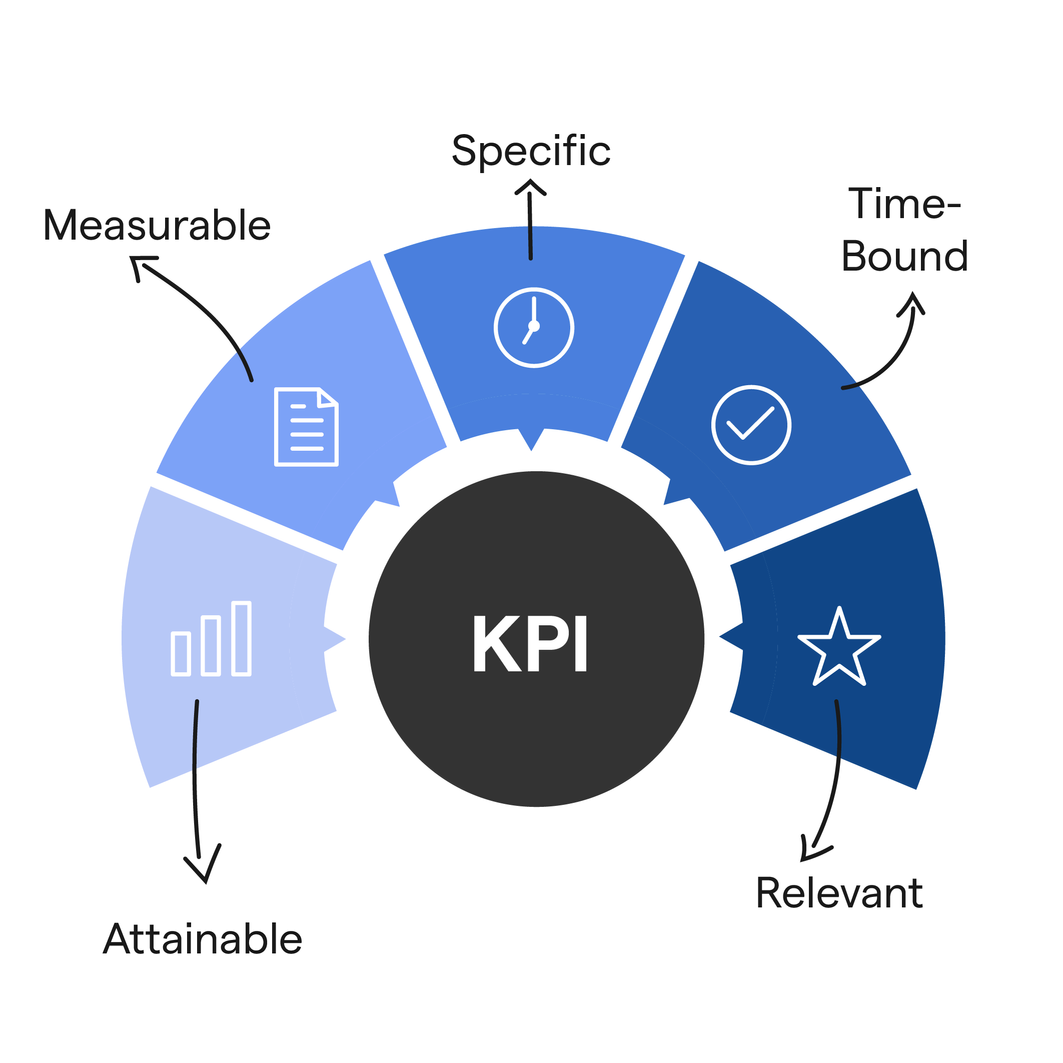 Specific
Time-
Bound
Measurable
KPI
Relevant
Attainable